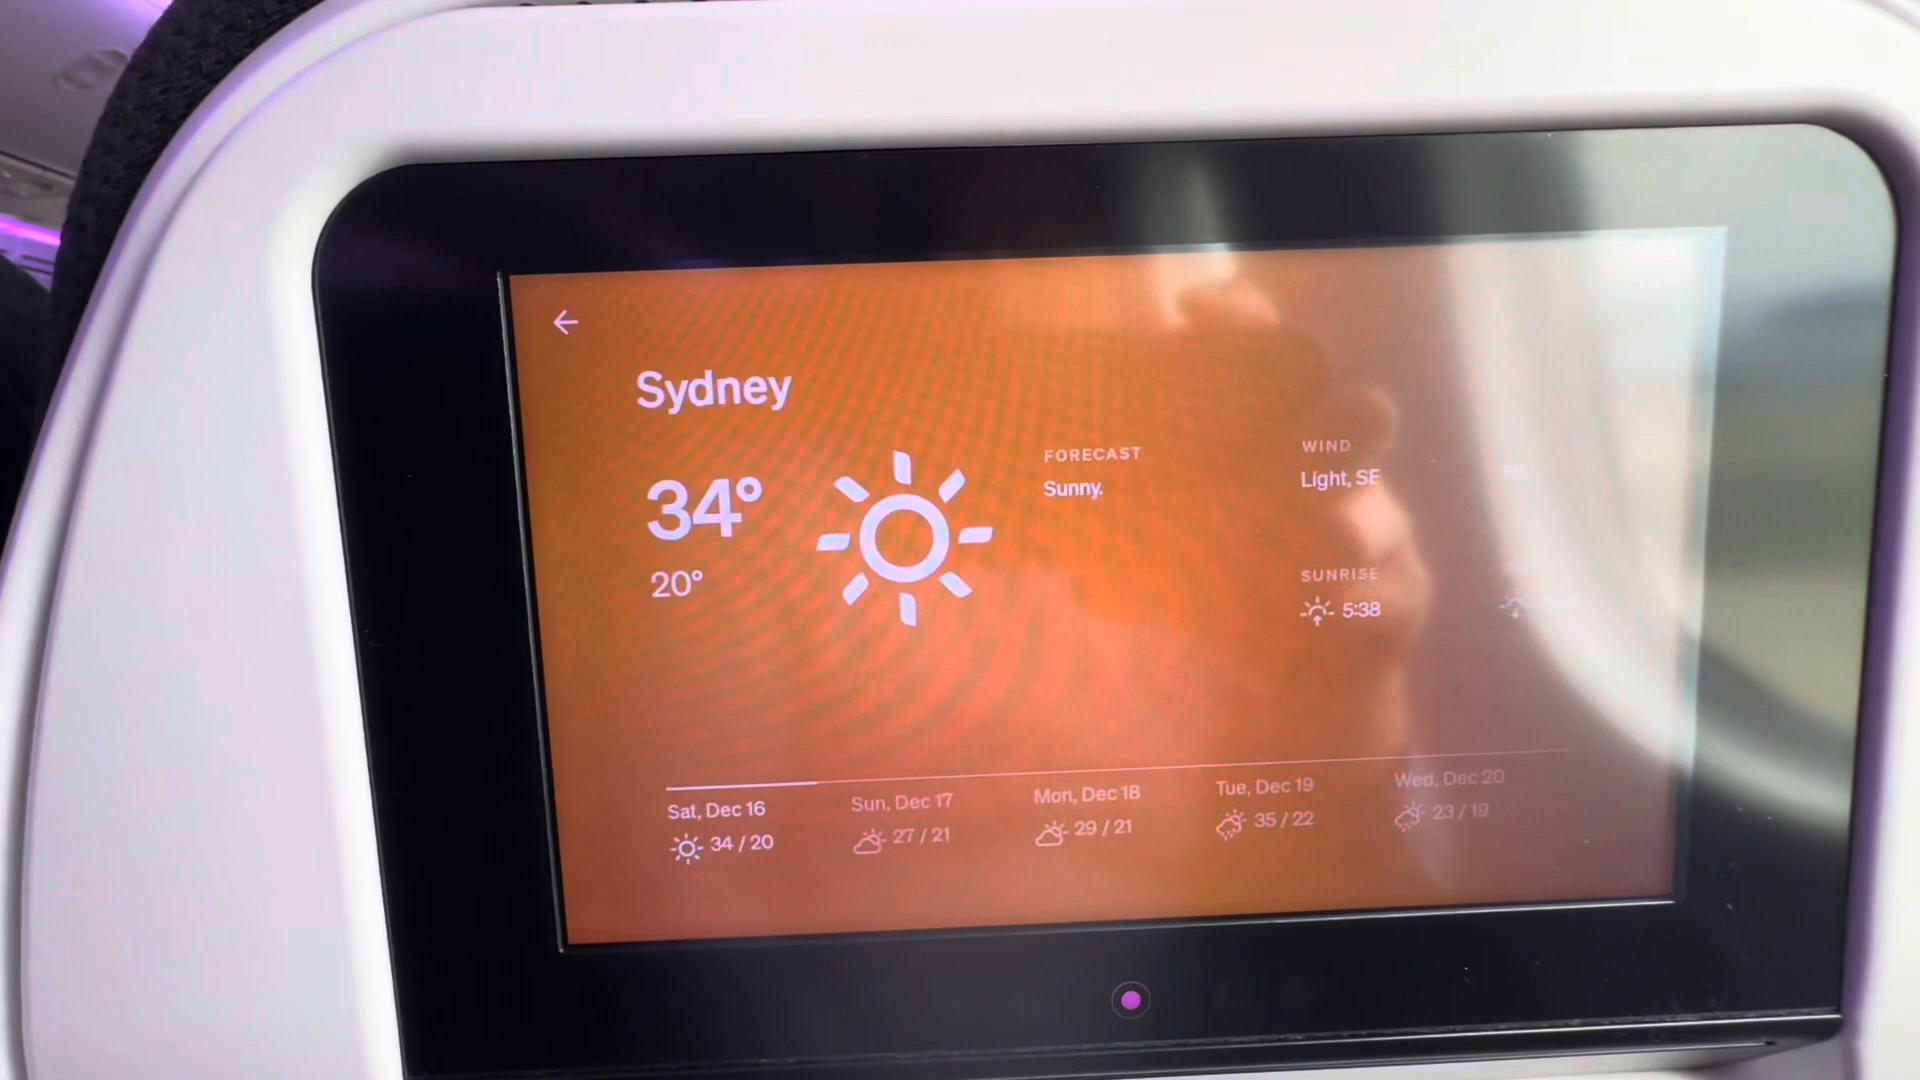 Sydney
34°
20°
FORECAST
Sunny.
WIND
Light, SE
SUNRISE
5:38
Sat, Dec 16
34 / 20
Sun, Dec 17
27 / 21
Mon, Dec 18
29 / 21
Tue, Dec 19
35 / 22
Wed, Dec 20
23 / 19